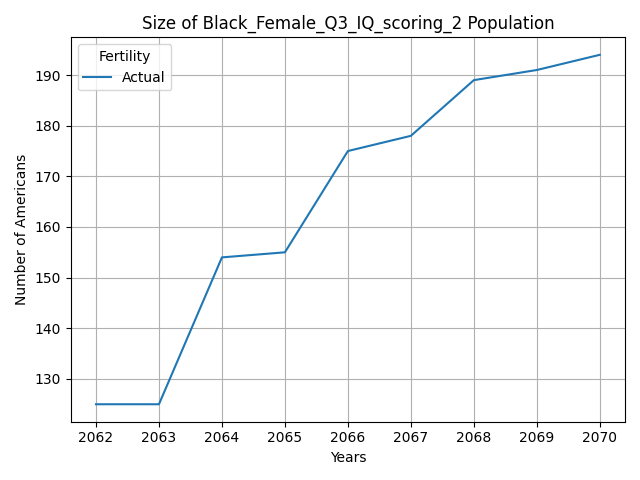 Size of Black_Female_Q3_IQ_scoring_2 Population
Fertility
Actual
Number of Americans
190
180
170
160
150
140
130
2062 2063 2064 2065 2066 2067 2068 2069 2070
Years